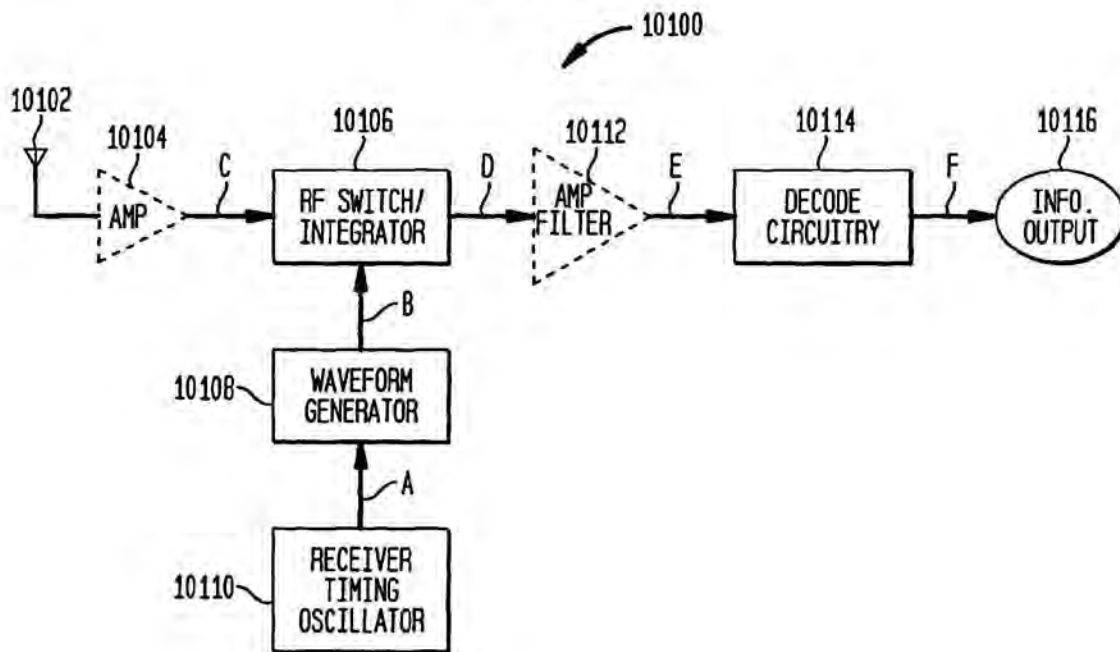 10100
10102
10104
AMP
C
10106
RF SWITCH/
INTEGRATOR
D
10112
AMP
FILTER
E
10114
DECODE
CIRCUITRY
F
10116
INFO.
OUTPUT
B
10108
WAVEFORM
GENERATOR
A
10110
RECEIVER
TIMING
OSCILLATOR